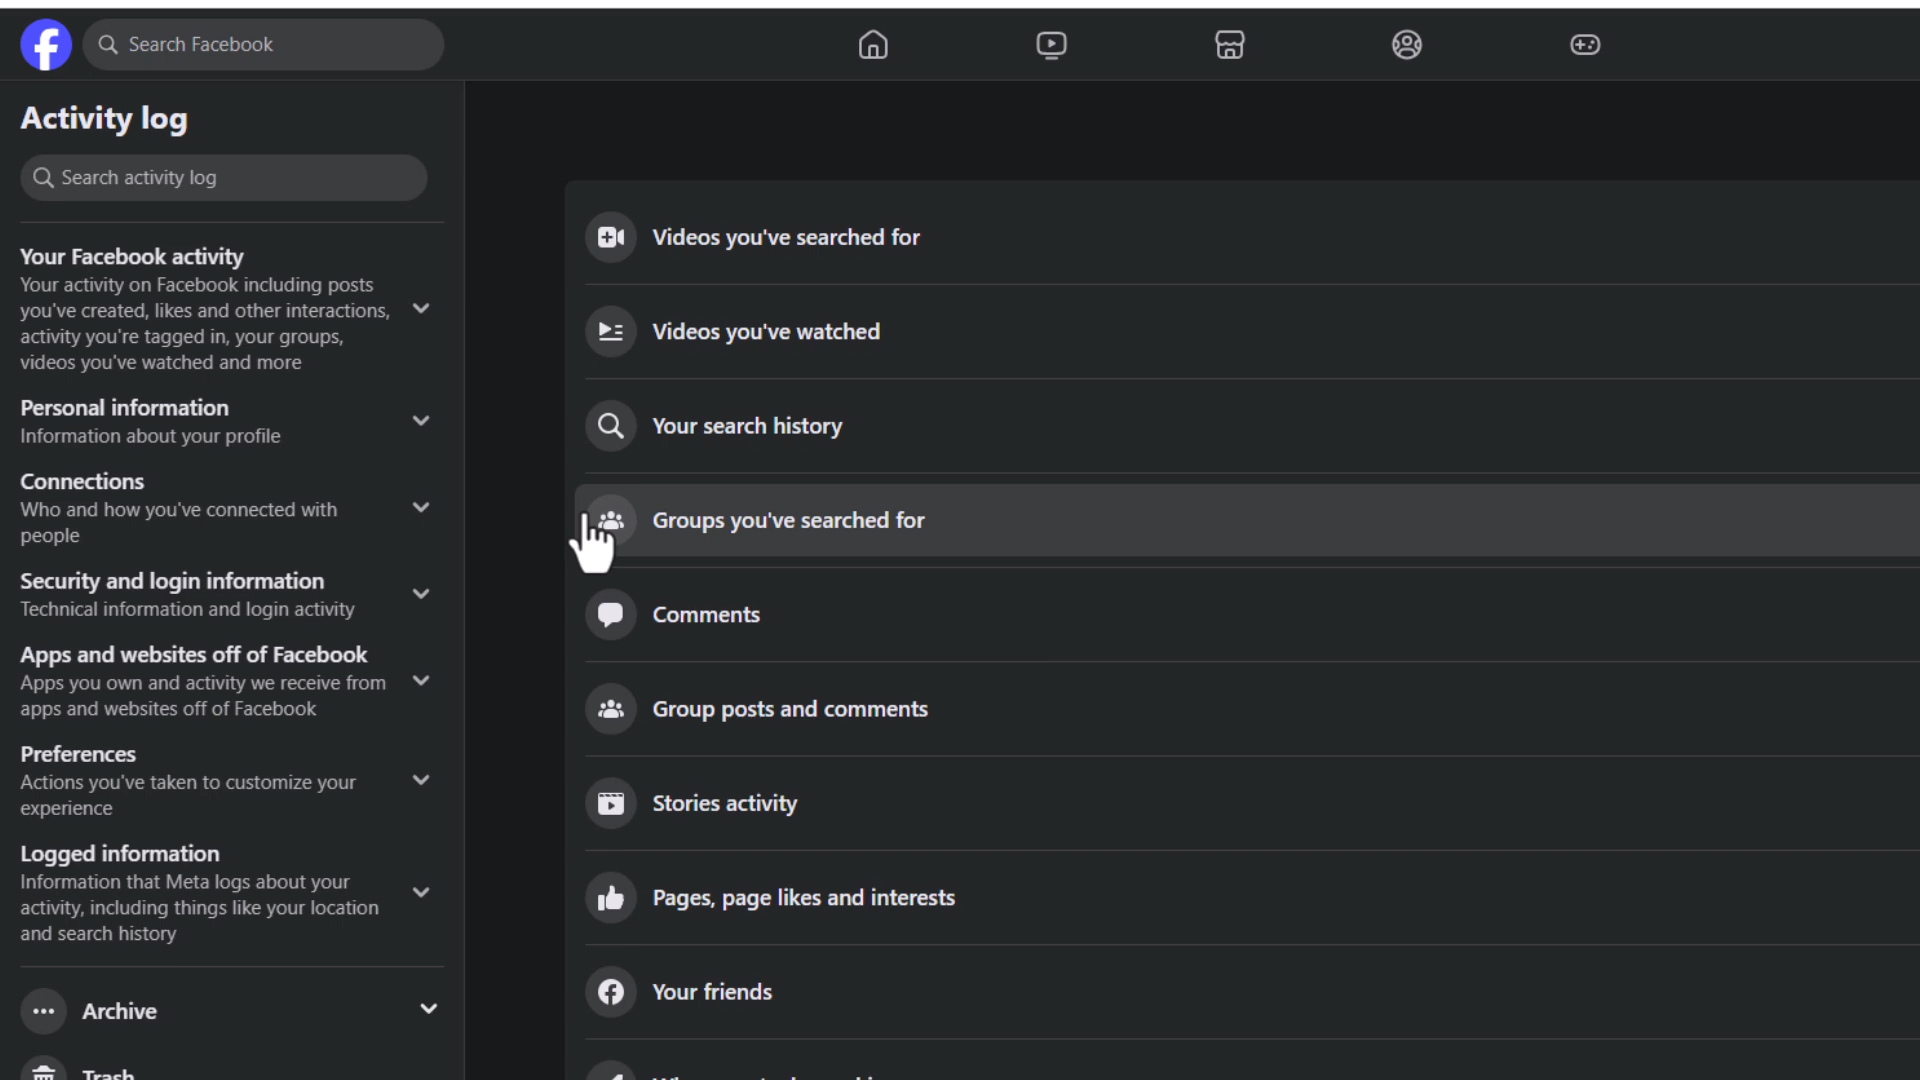 Search Facebook
Activity log
Search activity log
Your Facebook activity
Your activity on Facebook including posts
you've created, likes and other interactions,
activity you're tagged in, your groups,
videos you've watched and more
Personal information
Information about your profile
Connections
Who and how you've connected with
people
Security and login information
Technical information and login activity
Apps and websites off of Facebook
Apps you own and activity we receive from
apps and websites off of Facebook
Preferences
Actions you've taken to customize your
experience
Logged information
Information that Meta logs about your
activity, including things like your location
and search history
Archive
Trash
Videos you've searched for
Videos you've watched
Your search history
Groups you've searched for
Comments
Group posts and comments
Stories activity
Pages, page likes and interests
Your friends